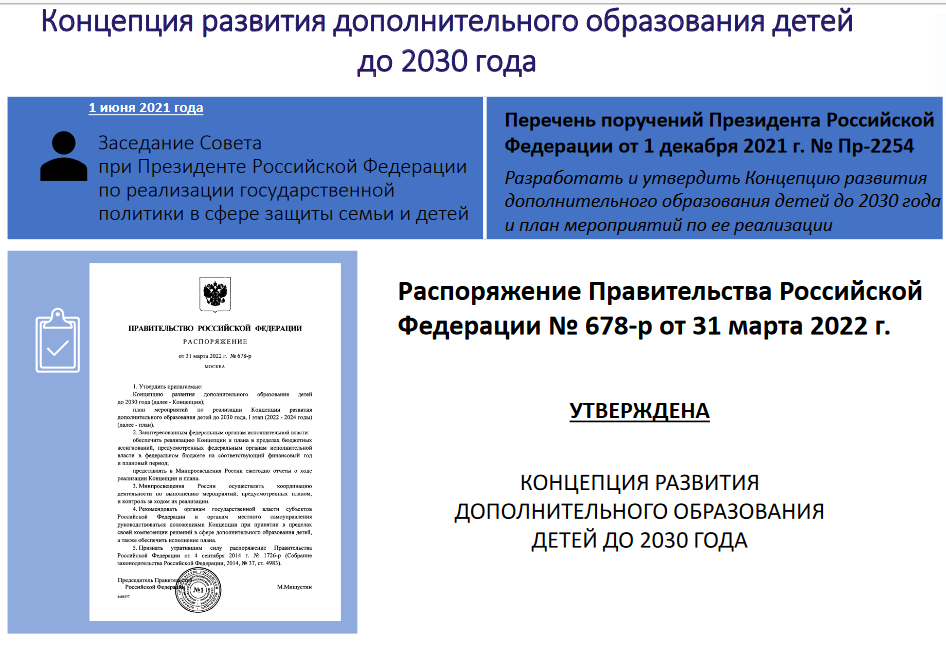 Концепция развития дополнительного образования детей
до 2030 года
1 июня 2021 года
Заседание Совета
при Президенте Российской Федерации
по реализации государственной
политики в сфере защиты семьи и детей
Перечень поручений Президента Российской
Федерации от 1 декабря 2021 г. № Пр-2254
Разработать и утвердить Концепцию развития
дополнительного образования детей до 2030 года
и план мероприятий по ее реализации
ПРАВИТЕЛЬСТВО РОССИЙСКОЙ ФЕДЕРАЦИИ
РАСПОРЯЖЕНИЕ
от 31 марта 2022 г. № 678-р
МОСКВА
1. Утвердить прилагаемые:
Концепцию развития дополнительного образования детей
до 2030 года (далее - Концепция);
план мероприятий по реализации Концепции развития
дополнительного образования детей до 2030 года, I этап (2022 - 2024 годы)
(далее - план).
2. Заинтересованным федеральным органам исполнительной власти:
обеспечить реализацию Концепции и плана в пределах бюджетных
ассигнований, предусмотренных федеральным органам исполнительной
власти в федеральном бюджете на соответствующий финансовый год
и плановый период;
представлять в Минпросвещения России ежегодно отчеты о ходе
реализации Концепции и плана.
3. Минпросвещения России осуществлять координацию
деятельности по выполнению мероприятий, предусмотренных планом,
и контроль за ходом их реализации.
4. Рекомендовать органам государственной власти субъектов
Российской Федерации и органам местного самоуправления
руководствоваться положениями Концепции при принятии в пределах
своей компетенции решений в сфере дополнительного образования детей,
а также обеспечить исполнение плана.
5. Признать утратившим силу распоряжение Правительства
Российской Федерации от 4 сентября 2014 г. № 1726-р (Собрание
законодательства Российской Федерации, 2014, № 37, ст. 4983).
Председатель Правительства
Российской Федерации
М.Мишустин
Распоряжение Правительства Российской
Федерации № 678-р от 31 марта 2022 г.
УТВЕРЖДЕНА
КОНЦЕПЦИЯ РАЗВИТИЯ
ДОПОЛНИТЕЛЬНОГО ОБРАЗОВАНИЯ
ДЕТЕЙ ДО 2030 ГОДА